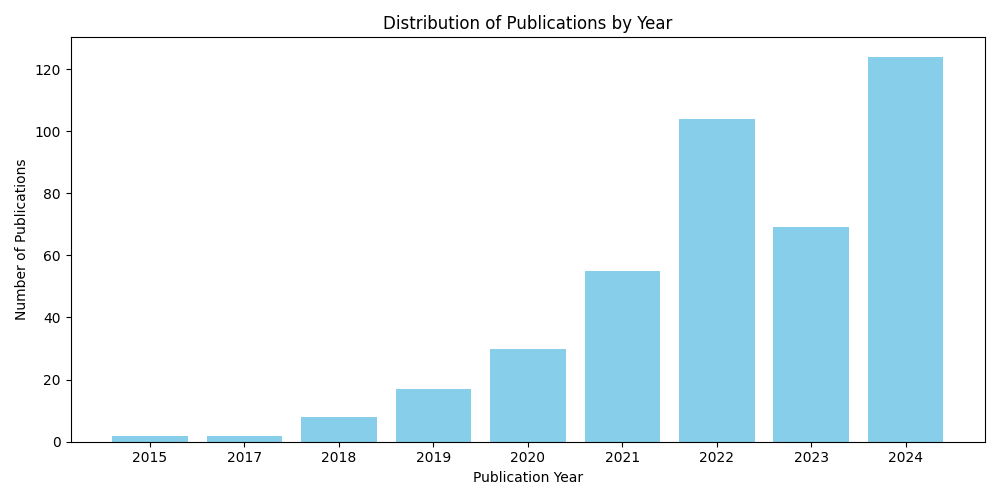 Distribution of Publications by Year
Number of Publications
120
100
80
60
40
20
0
2015 2017 2018 2019 2020 2021 2022 2023 2024
Publication Year